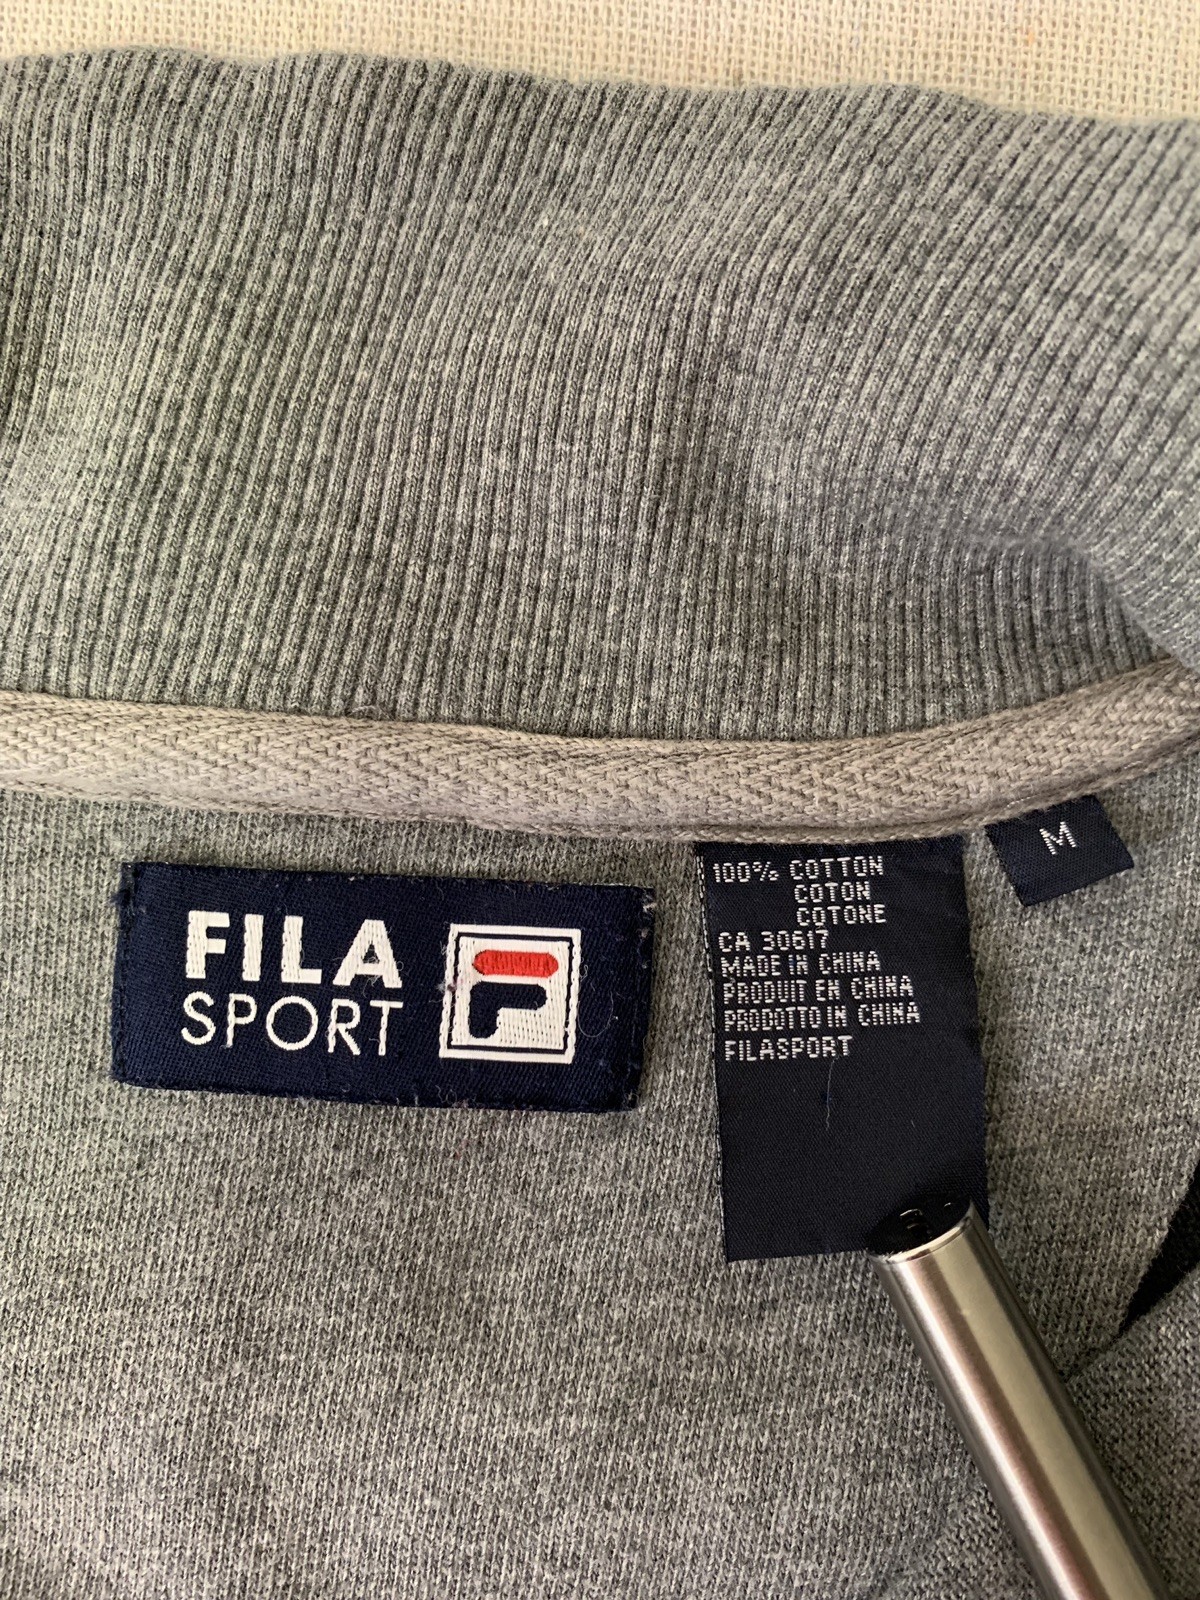 FILA
SPORT
100% COTTON
COTON
COTONE
CA 30617
MADE IN CHINA
PRODUIT EN CHINA
PRODOTTO IN CHINA
FILASPORT
M